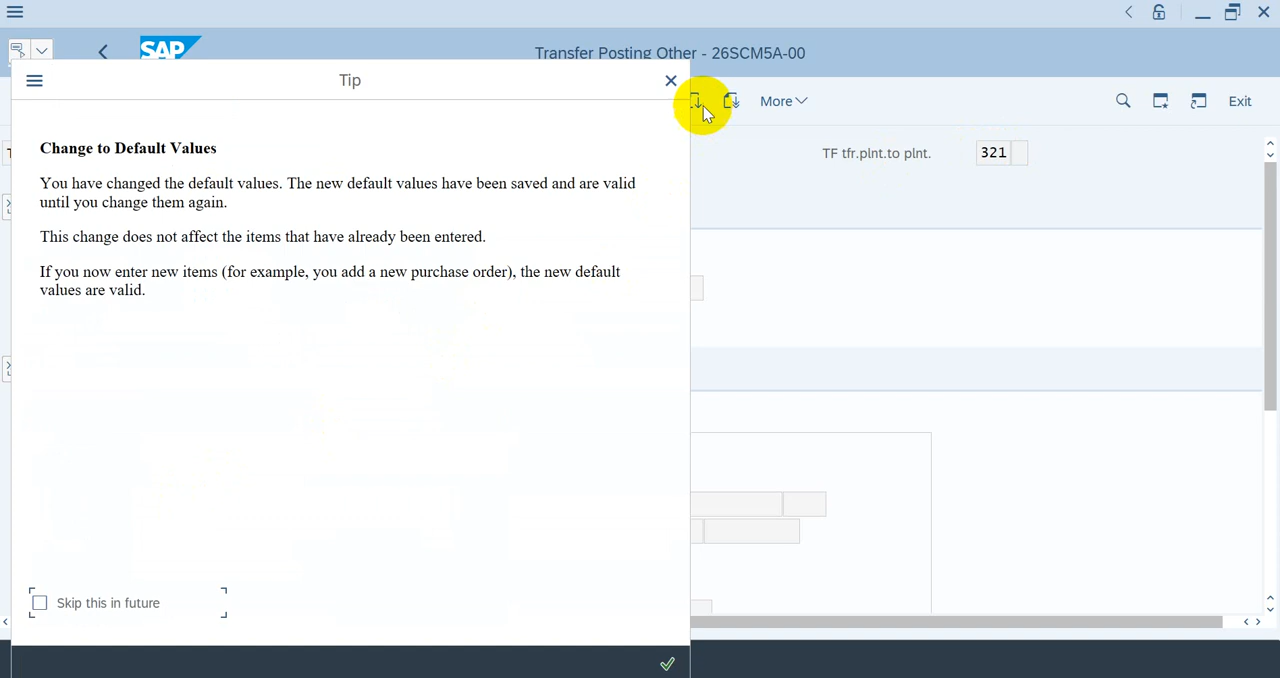 SAP
Transfer Posting Other - 26SCM5A-00
Tip
More
Exit
Change to Default Values
TF tfr.plnt.to plnt.
321
You have changed the default values. The new default values have been saved and are valid
until you change them again.
This change does not affect the items that have already been entered.
If you now enter new items (for example, you add a new purchase order), the new default
values are valid.
Skip this in future